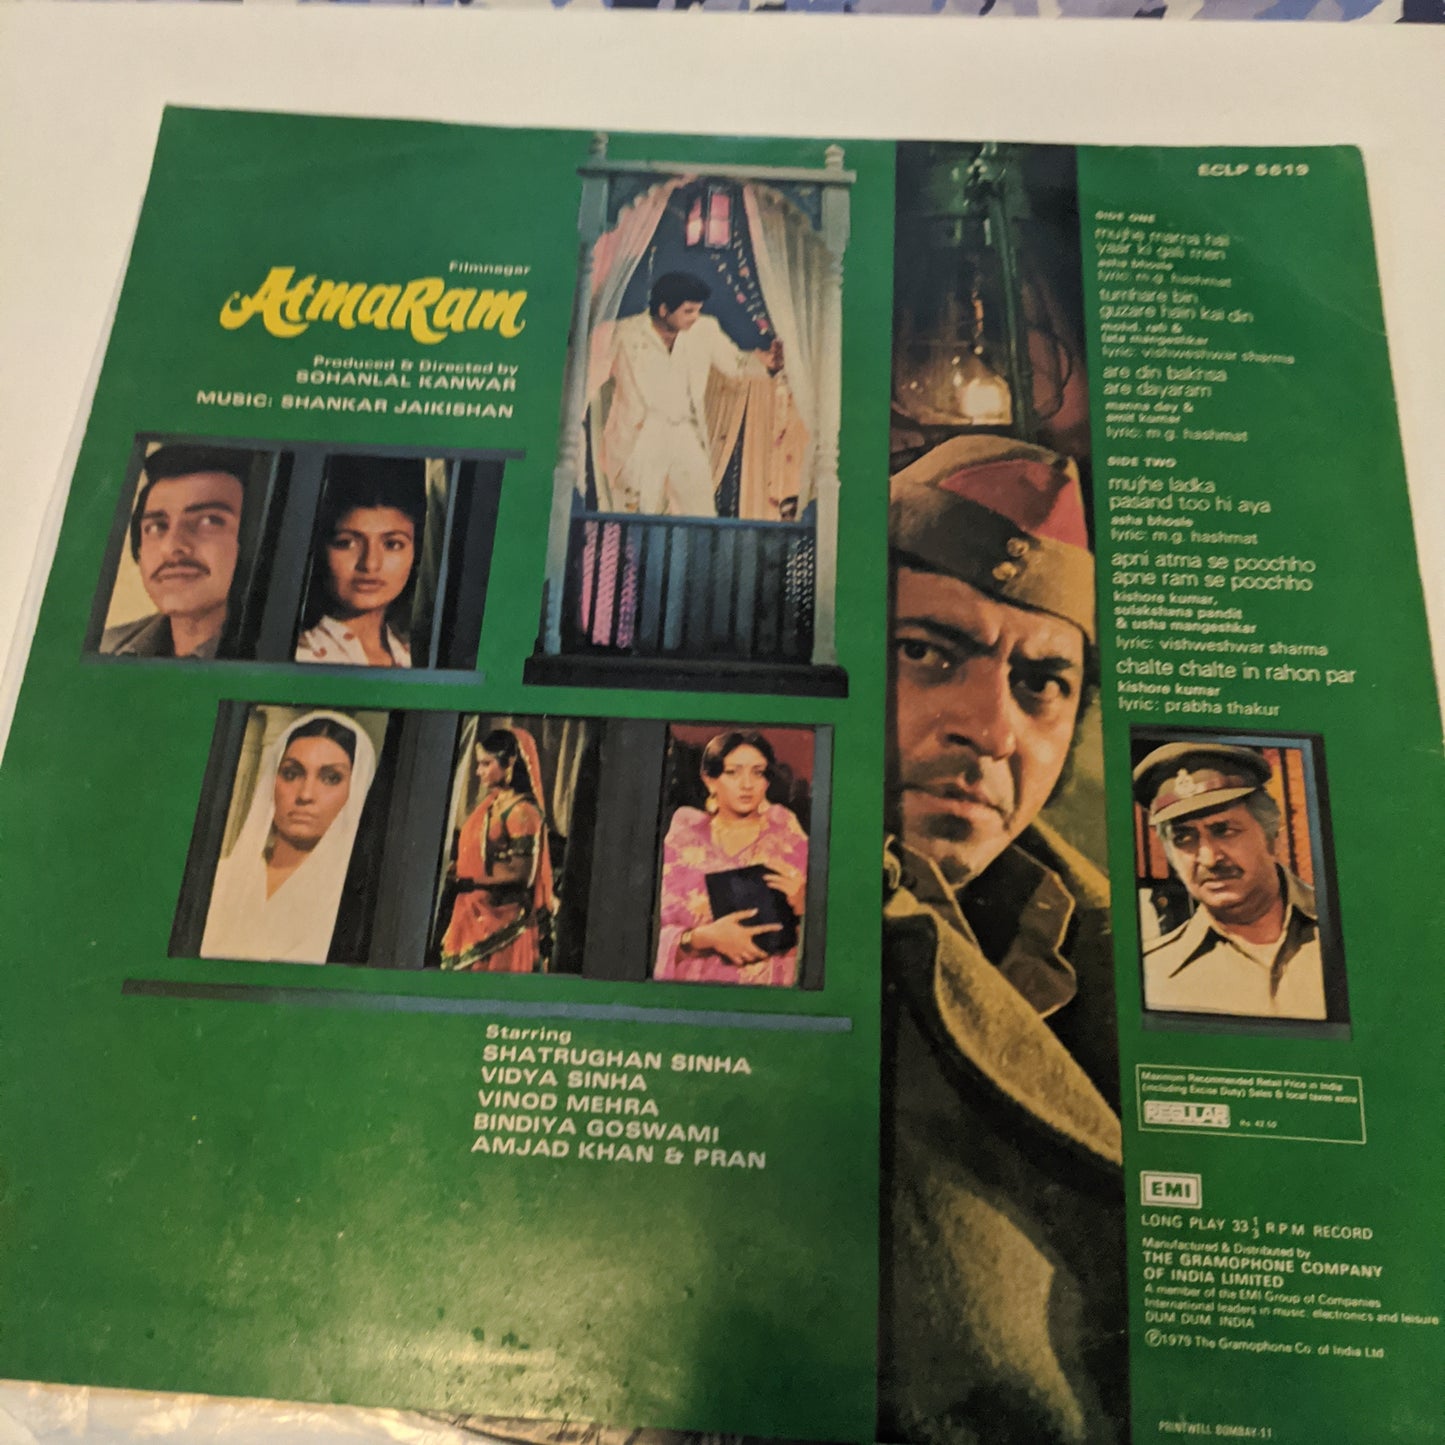 ECLP 5619
Filmnagar
AtmaRam
Produced & Directed by
SOHANLAL KANWAR
MUSIC: SHANKAR JAIKISHAN
Starring
SHATRUGHAN SINHA
VIDYA SINHA
VINOD MEHRA
BINDIYA GOSWAMI
AMJAD KHAN & PRAN
SIDE ONE
mujhe marna hai
yaar ki gali men
asha bhosle
lyric: m.g. hashmat
tumhare bin
guzare hain kai din
mohd. rafi &
lata mangeshkar
lyric: vishweshwar sharma
are din bakhsa
are dayaram
manna dey &
amit kumar
lyric: m.g. hashmat
SIDE TWO
mujhe ladka
pasand too hi aya
asha bhosle
lyric: m.g. hashmat
apni atma se poochho
apne ram se poochho
kishore kumar,
sulakshana pandit
& usha mangeshkar
lyric: vishweshwar sharma
chalte chalte in rahon par
kishore kumar
lyric: prabha thakur
Maximum Recommended Retail Price in India
(including Excise Duty) Sales & local taxes extra
REGULAR Rs. 42.50
EMI
LONG PLAY 33 1/3 R P M RECORD
Manufactured & Distributed by
THE GRAMOPHONE COMPANY
OF INDIA LIMITED
A member of the EMI Group of Companies
International leaders in music, electronics and leisure
DUM DUM, INDIA
Ⓟ1979 The Gramophone Co. of India Ltd
PRINTWELL BOMBAY-11